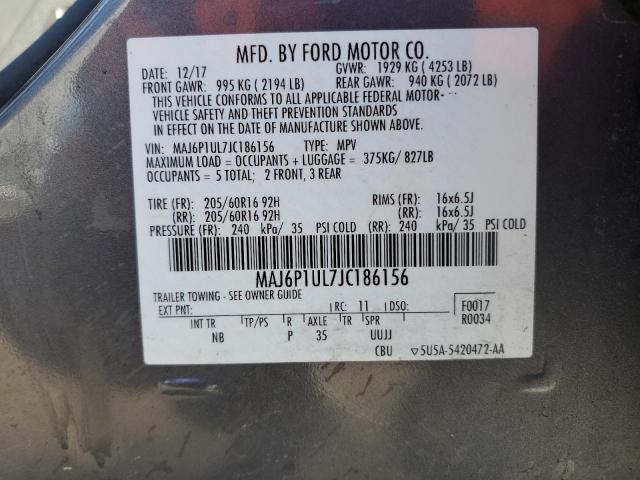 MFD. BY FORD MOTOR CO.
DATE: 12/17 GVWR: 1929 KG ( 4253 LB)
FRONT GAWR: 995 KG ( 2194 LB) REAR GAWR: 940 KG ( 2072 LB)
THIS VEHICLE CONFORMS TO ALL APPLICABLE FEDERAL MOTOR-
VEHICLE SAFETY AND THEFT PREVENTION STANDARDS
IN EFFECT ON THE DATE OF MANUFACTURE SHOWN ABOVE.
VIN: MAJ6P1UL7JC186156 TYPE: MPV
MAXIMUM LOAD = OCCUPANTS + LUGGAGE = 375KG/ 827LB
OCCUPANTS = 5 TOTAL; 2 FRONT, 3 REAR
TIRE (FR): 205/60R16 92H RIMS (FR): 16x6.5J
(RR): 205/60R16 92H (RR): 16x6.5J
PRESSURE (FR): 240 kPa/ 35 PSI COLD (RR): 240 kPa/ 35 PSI COLD
MAJ6P1UL7JC186156
TRAILER TOWING - SEE OWNER GUIDE
EXT PNT: RC: 11 DSO: F0017
R0034
INT TR TP/PS R AXLE TR SPR
NB P 35 UUJJ
CBU ▽5U5A-5420472-AA